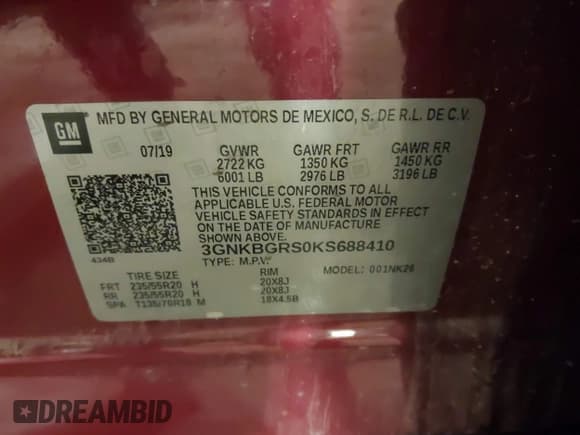 GM
MFD BY GENERAL MOTORS DE MEXICO, S. DE R.L. DE C.V.
07/19 GVWR GAWR FRT GAWR RR
2722 KG 1350 KG 1450 KG
6001 LB 2976 LB 3196 LB
THIS VEHICLE CONFORMS TO ALL
APPLICABLE U.S. FEDERAL MOTOR
VEHICLE SAFETY STANDARDS IN EFFECT
ON THE DATE OF MANUFACTURE
SHOWN ABOVE.
434B
3GNKBGRS0KS688410
TYPE: M.P.V. MODEL: 001NK26
TIRE SIZE RIM
FRT 235/55R20 H 20X8J
RR 235/55R20 H 20X8J
SPA T135/70R18 M 18X4.5B
DREAMBID